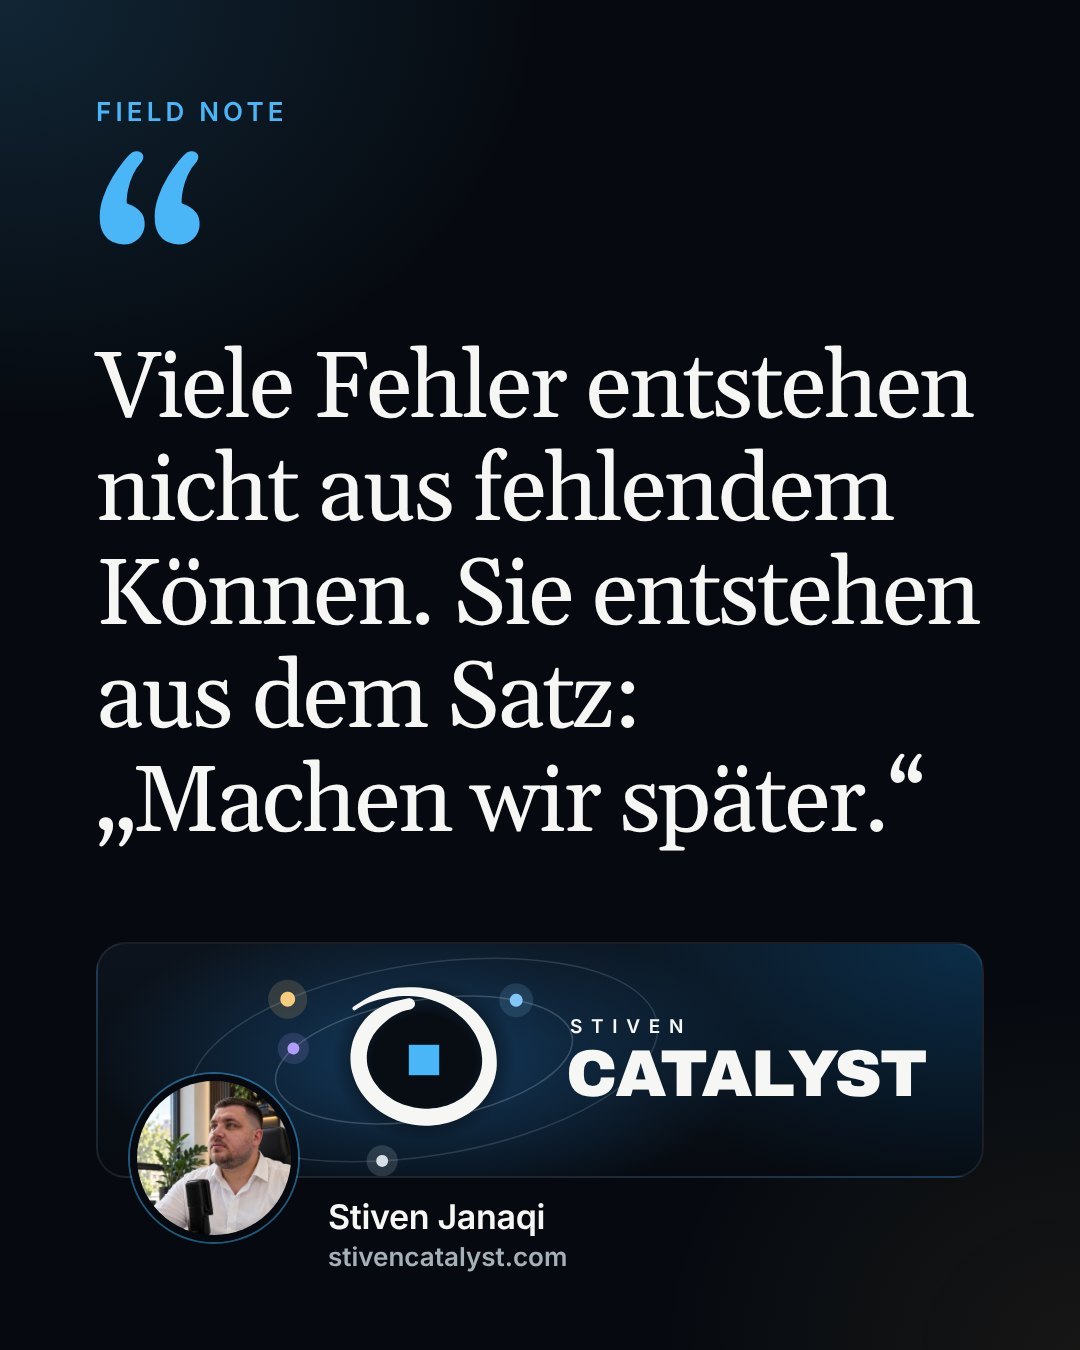 FIELD NOTE
“
Viele Fehler entstehen
nicht aus fehlendem
Können. Sie entstehen
aus dem Satz:
„Machen wir später.“
STIVEN
CATALYST
Stiven Janaqi
stivencatalyst.com